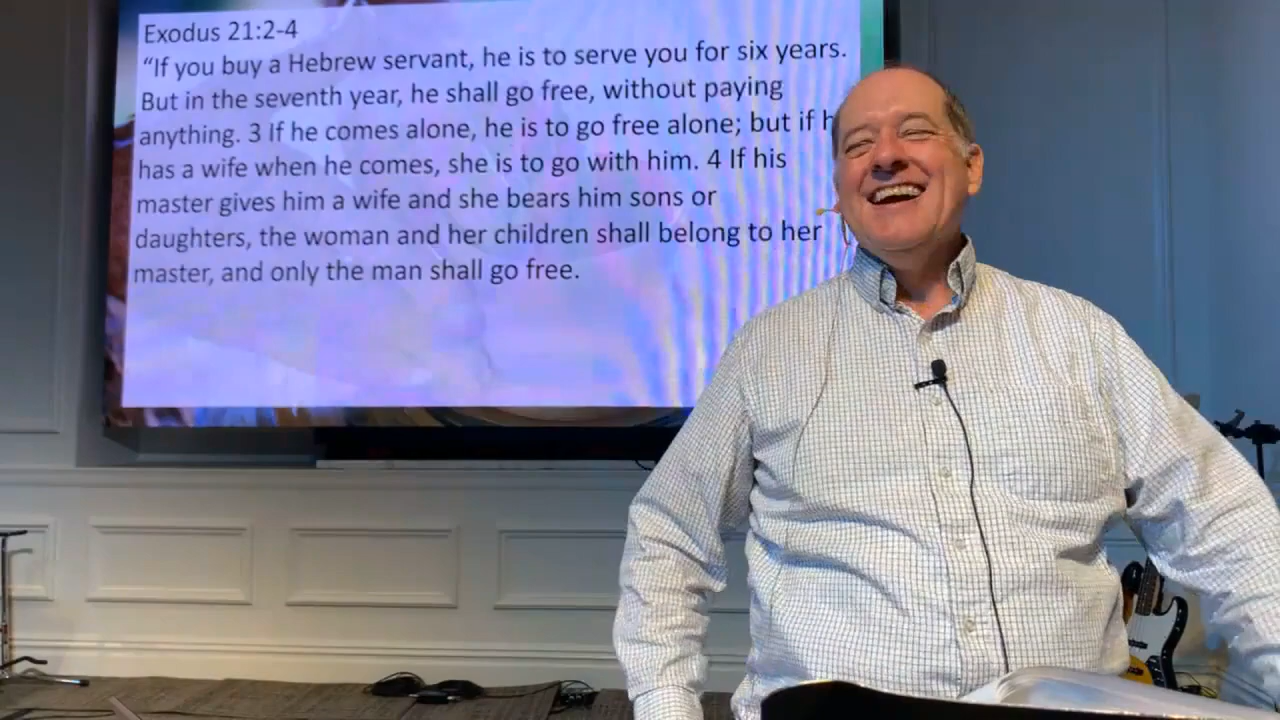 Exodus 21:2-4
“If you buy a Hebrew servant, he is to serve you for six years.
But in the seventh year, he shall go free, without paying
anything. 3 If he comes alone, he is to go free alone; but if
has a wife when he comes, she is to go with him. 4 If his
master gives him a wife and she bears him sons or
daughters, the woman and her children shall belong to her
master, and only the man shall go free.